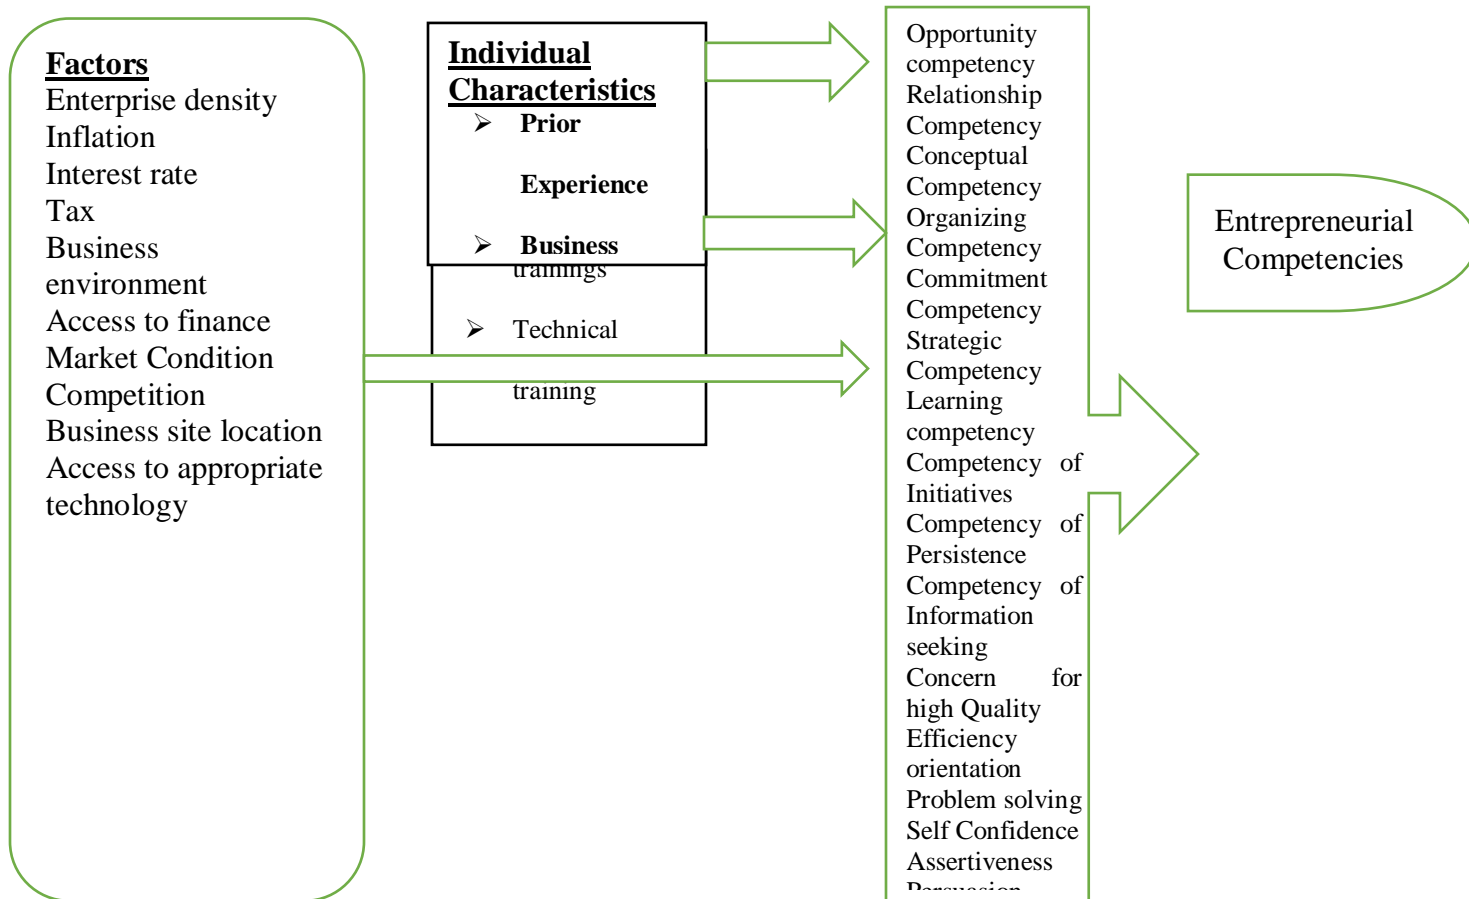 Factors
Enterprise density
Inflation
Interest rate
Tax
Business
environment
Access to finance
Market Condition
Competition
Business site location
Access to appropriate
technology
Individual
Characteristics
➢ Prior
Experience
➢ Business
trainings
➢ Technical
training
Opportunity
competency
Relationship
Competency
Conceptual
Competency
Organizing
Competency
Commitment
Competency
Strategic
Competency
Learning
competency
Competency of
Initiatives
Competency of
Persistence
Competency of
Information
seeking
Concern for
high Quality
Efficiency
orientation
Problem solving
Self Confidence
Assertiveness
Persuasion
Entrepreneurial
Competencies